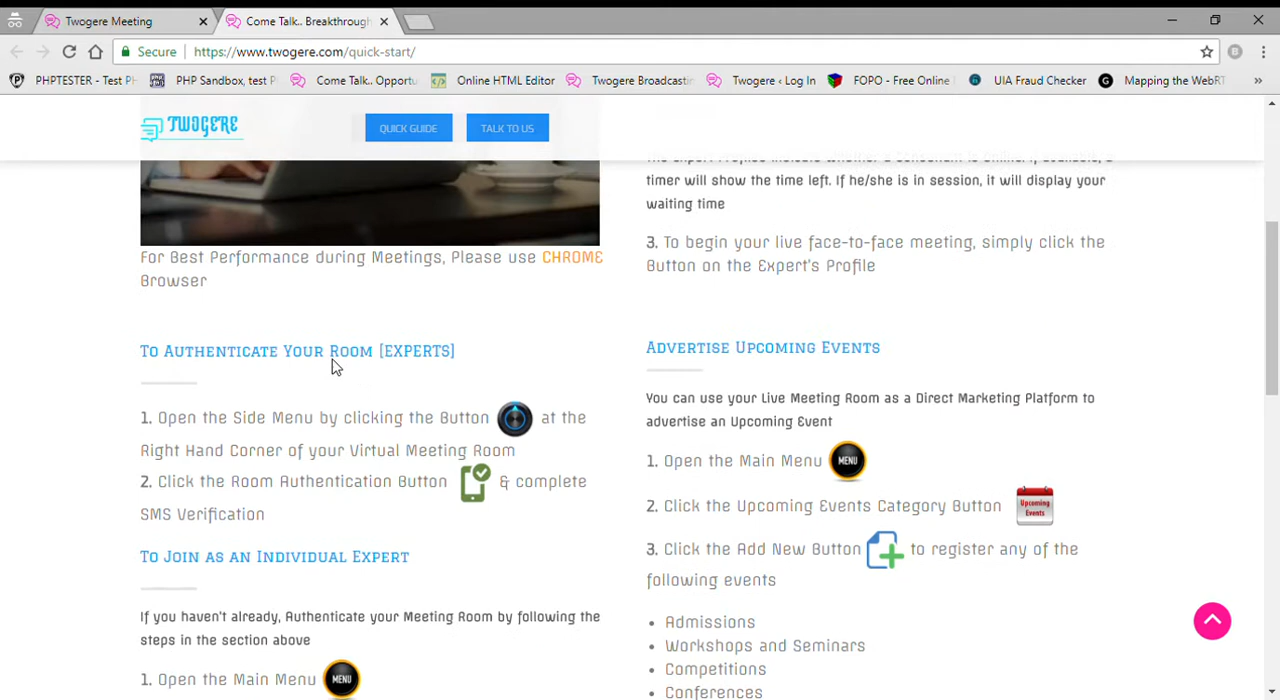 Twogere Meeting
Come Talk.. Breakthrough
Secure
https://www.twogere.com/quick-start/
PHPTESTER - Test PH
PHP Sandbox, test P
Come Talk.. Opportu
Online HTML Editor
Twogere Broadcastin
Twogere ‹ Log In
FOPO - Free Online
UIA Fraud Checker
Mapping the WebRT
TWOGERE
QUICK GUIDE
TALK TO US
For Best Performance during Meetings, Please use CHROME
Browser
To Authenticate Your Room [EXPERTS]
1. Open the Side Menu by clicking the Button at the
Right Hand Corner of your Virtual Meeting Room
2. Click the Room Authentication Button & complete
SMS Verification
To Join as an Individual Expert
If you haven't already, Authenticate your Meeting Room by following the
steps in the section above
1. Open the Main Menu MENU
timer will show the time left. If he/she is in session, it will display your
waiting time
3. To begin your live face-to-face meeting, simply click the
Button on the Expert's Profile
Advertise Upcoming Events
You can use your Live Meeting Room as a Direct Marketing Platform to
advertise an Upcoming Event
1. Open the Main Menu MENU
2. Click the Upcoming Events Category Button Upcoming Events
3. Click the Add New Button to register any of the
following events
• Admissions
• Workshops and Seminars
• Competitions
• Conferences